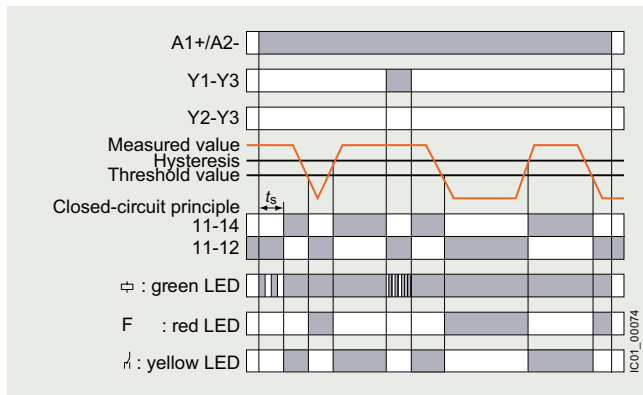 A1+/A2-
Y1-Y3
Y2-Y3
Measured value
Hysteresis
Threshold value
ts
Closed-circuit principle
11-14
11-12
: green LED
F : red LED
: yellow LED
IC01_00074